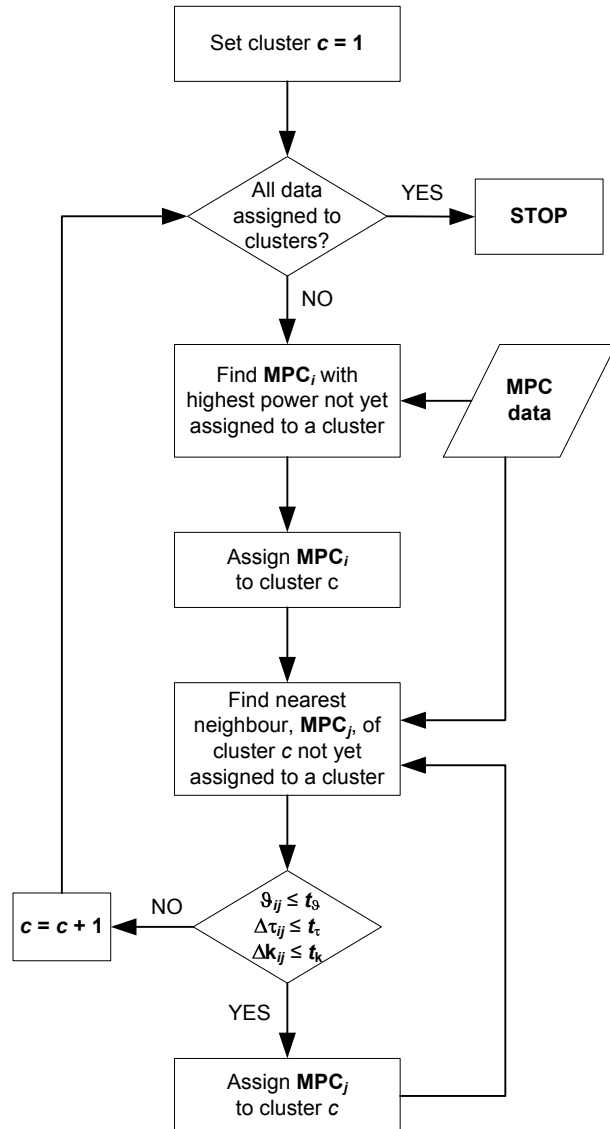 Set cluster c = 1
All data
assigned to
clusters?
YES
STOP
NO
Find MPCᵢ with
highest power not yet
assigned to a cluster
MPC
data
Assign MPCᵢ
to cluster c
Find nearest
neighbour, MPCⱼ, of
cluster c not yet
assigned to a cluster
c = c + 1
NO
ϑij ≤ tϑ
Δτij ≤ tτ
Δkij ≤ tk
YES
Assign MPCⱼ
to cluster c